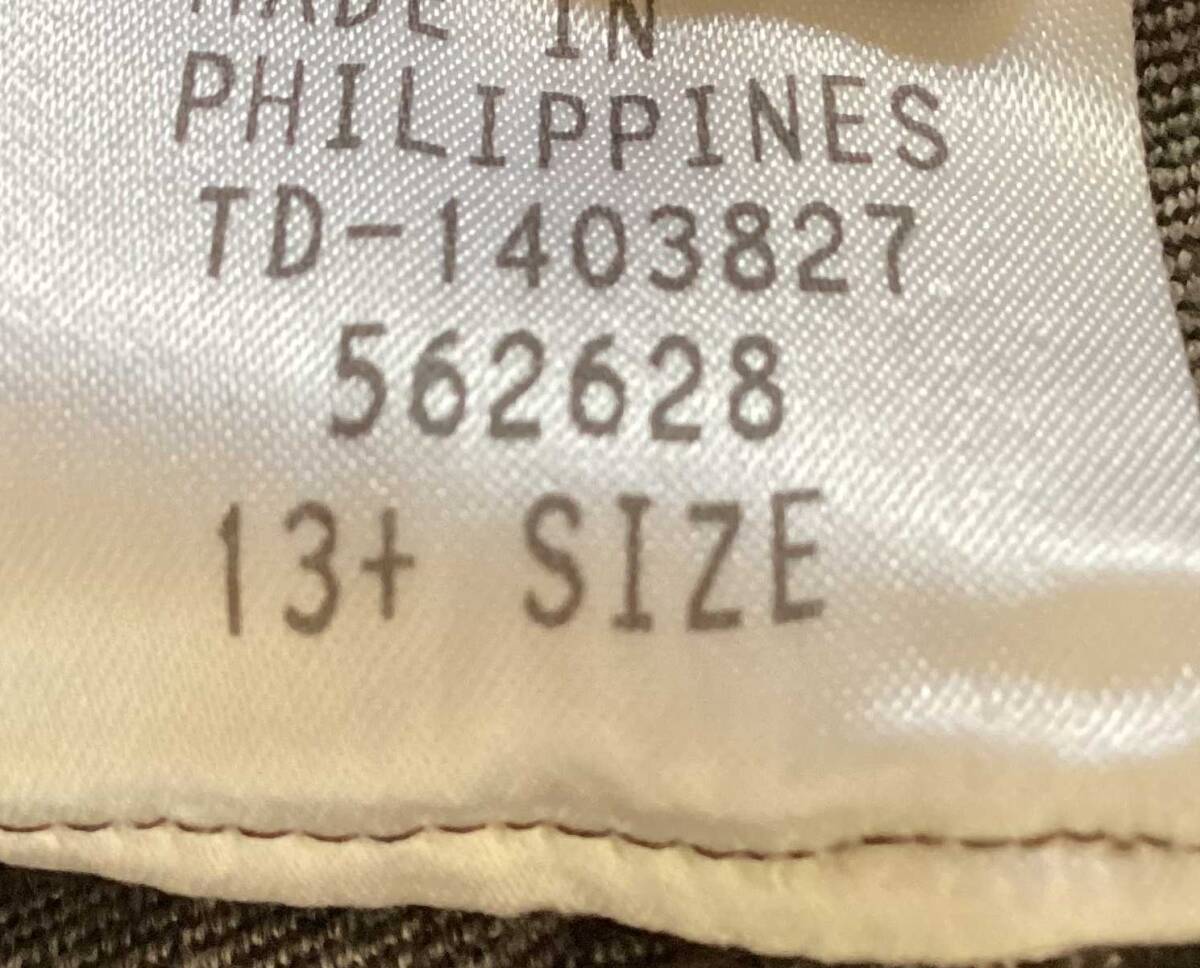 MADE IN
PHILIPPINES
TD-1403827
562628
13+ SIZE